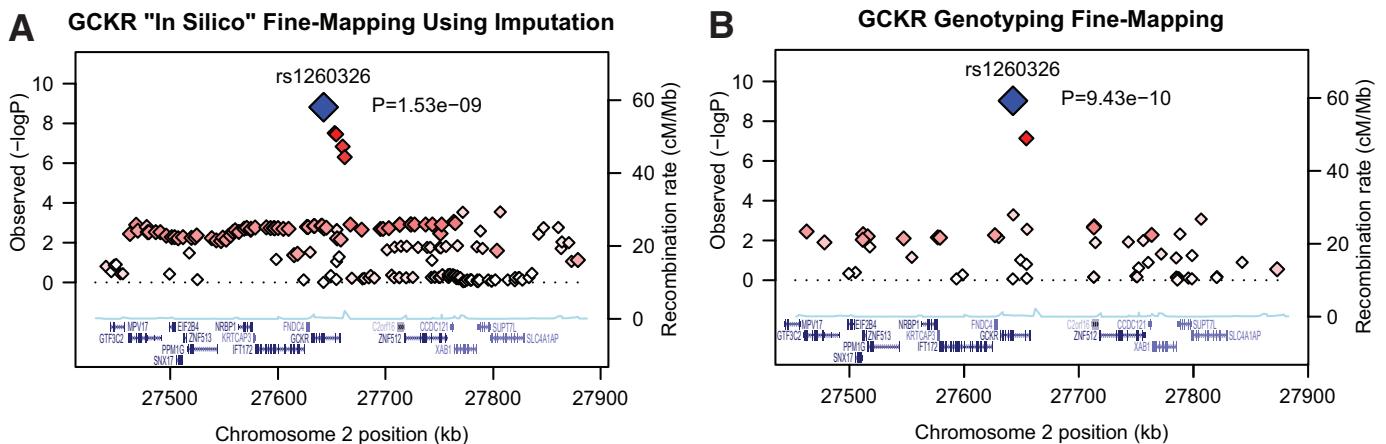 A
GCKR "In Silico" Fine-Mapping Using Imputation
Observed (−logP)
10
8
6
4
2
0
rs1260326
P=1.53e−09
60
40
20
0
Recombination rate (cM/Mb)
MPV17 EIF2B4 NRBP1 FNDC4 C2orf16 CCDC121 SUPT7L
GTF3C2 ZNF513 KRTCAP3 GCKR ZNF512 SLC4A1AP
PPM1G IFT172 XAB1
SNX17
27500 27600 27700 27800 27900
Chromosome 2 position (kb)
B
GCKR Genotyping Fine-Mapping
Observed (−logP)
10
8
6
4
2
0
rs1260326
P=9.43e−10
60
40
20
0
Recombination rate (cM/Mb)
MPV17 EIF2B4 NRBP1 FNDC4 C2orf16 CCDC121 SUPT7L
GTF3C2 ZNF513 KRTCAP3 GCKR ZNF512 SLC4A1AP
PPM1G IFT172 XAB1
SNX17
27500 27600 27700 27800 27900
Chromosome 2 position (kb)